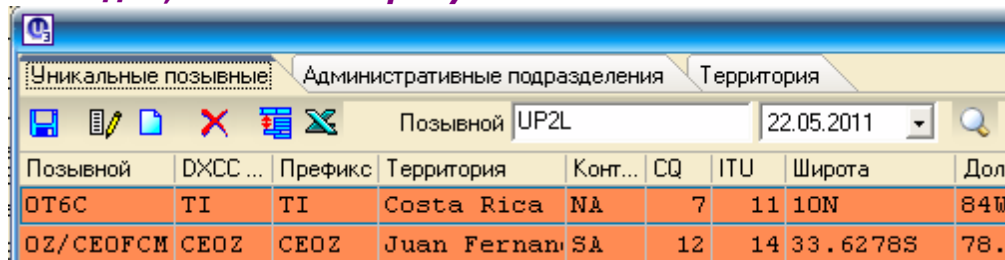 Уникальные позывные Административные подразделения Территория
Позывной UP2L 22.05.2011
Позывной DXCC ... Префикс Территория Конт... CQ ITU Широта Дол
OT6C TI TI Costa Rica NA 7 11 10N 84W
OZ/CE0FCM CE0Z CE0Z Juan Fernan SA 12 14 33.6278S 78.